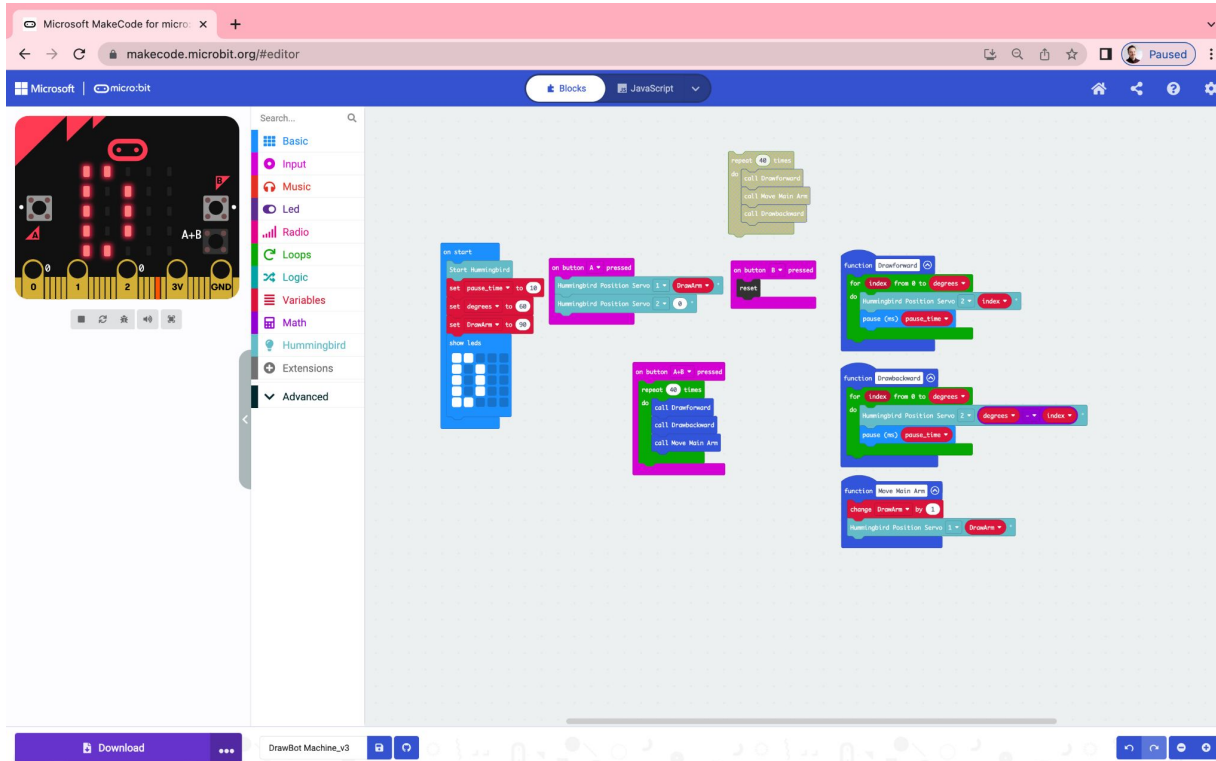 Microsoft MakeCode for micro:
makecode.microbit.org/#editor
Paused
Microsoft
micro:bit
Blocks
JavaScript
B
A
A+B
0
1
2
3V
GND
Search...
Basic
Input
Music
Led
Radio
Loops
Logic
Variables
Math
Hummingbird
Extensions
Advanced
repeat 40 times
do
call Drawforward
call Move Main Arm
call Drawbackward
on start
Start Hummingbird
set pause_time to 10
set degrees to 60
set DrawArm to 90
show leds
on button A pressed
Hummingbird Position Servo 1 DrawArm °
Hummingbird Position Servo 2 0 °
on button B pressed
reset
on button A+B pressed
repeat 40 times
do
call Drawforward
call Drawbackward
call Move Main Arm
function Drawforward
for index from 0 to degrees
do
Hummingbird Position Servo 2 index °
pause (ms) pause_time
function Drawbackward
for index from 0 to degrees
do
Hummingbird Position Servo 2 degrees - index °
pause (ms) pause_time
function Move Main Arm
change DrawArm by 1
Hummingbird Position Servo 1 DrawArm °
Download
DrawBot Machine_v3